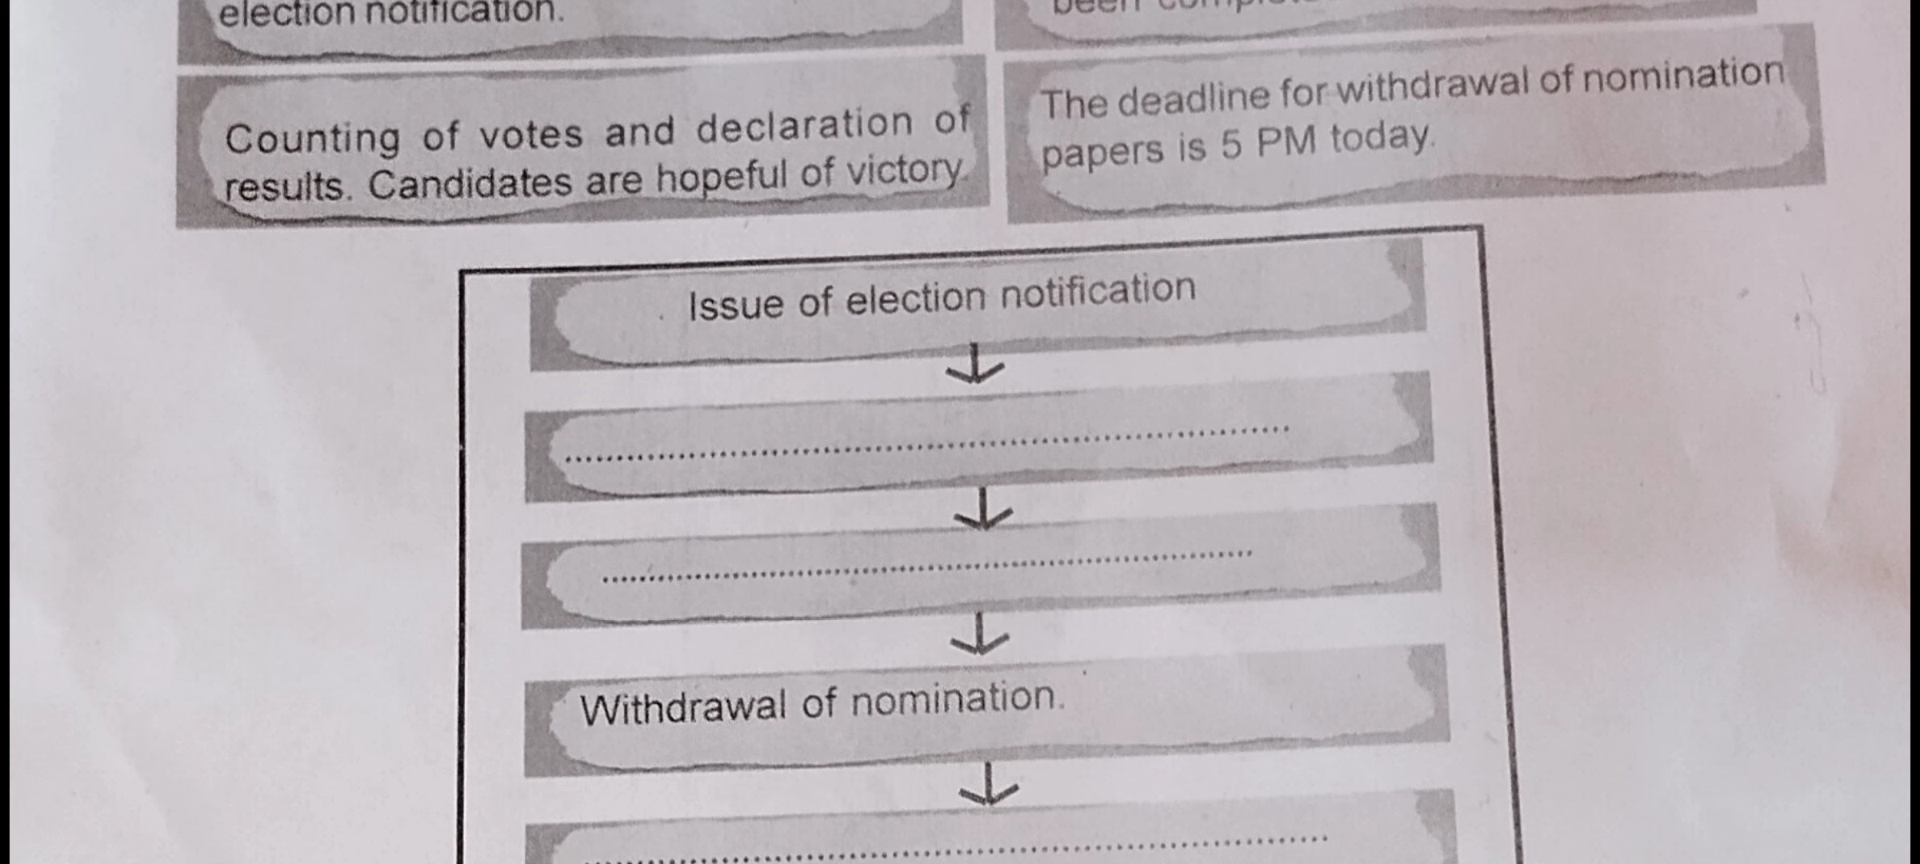 election notification.
been
Counting of votes and declaration of
results. Candidates are hopeful of victory.
The deadline for withdrawal of nomination
papers is 5 PM today.
Issue of election notification
Withdrawal of nomination.